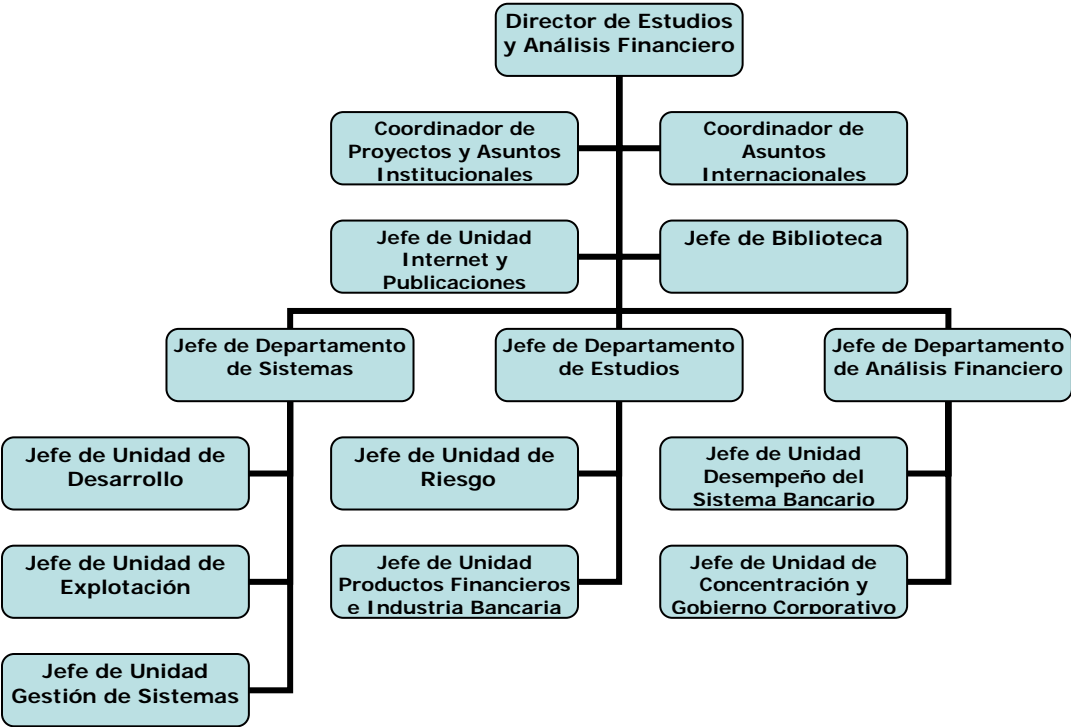 Director de Estudios
y Análisis Financiero
Coordinador de
Proyectos y Asuntos
Institucionales
Coordinador de
Asuntos
Internacionales
Jefe de Unidad
Internet y
Publicaciones
Jefe de Biblioteca
Jefe de Departamento
de Sistemas
Jefe de Departamento
de Estudios
Jefe de Departamento
de Análisis Financiero
Jefe de Unidad de
Desarrollo
Jefe de Unidad de
Riesgo
Jefe de Unidad
Desempeño del
Sistema Bancario
Jefe de Unidad de
Explotación
Jefe de Unidad
Productos Financieros
e Industria Bancaria
Jefe de Unidad de
Concentración y
Gobierno Corporativo
Jefe de Unidad
Gestión de Sistemas